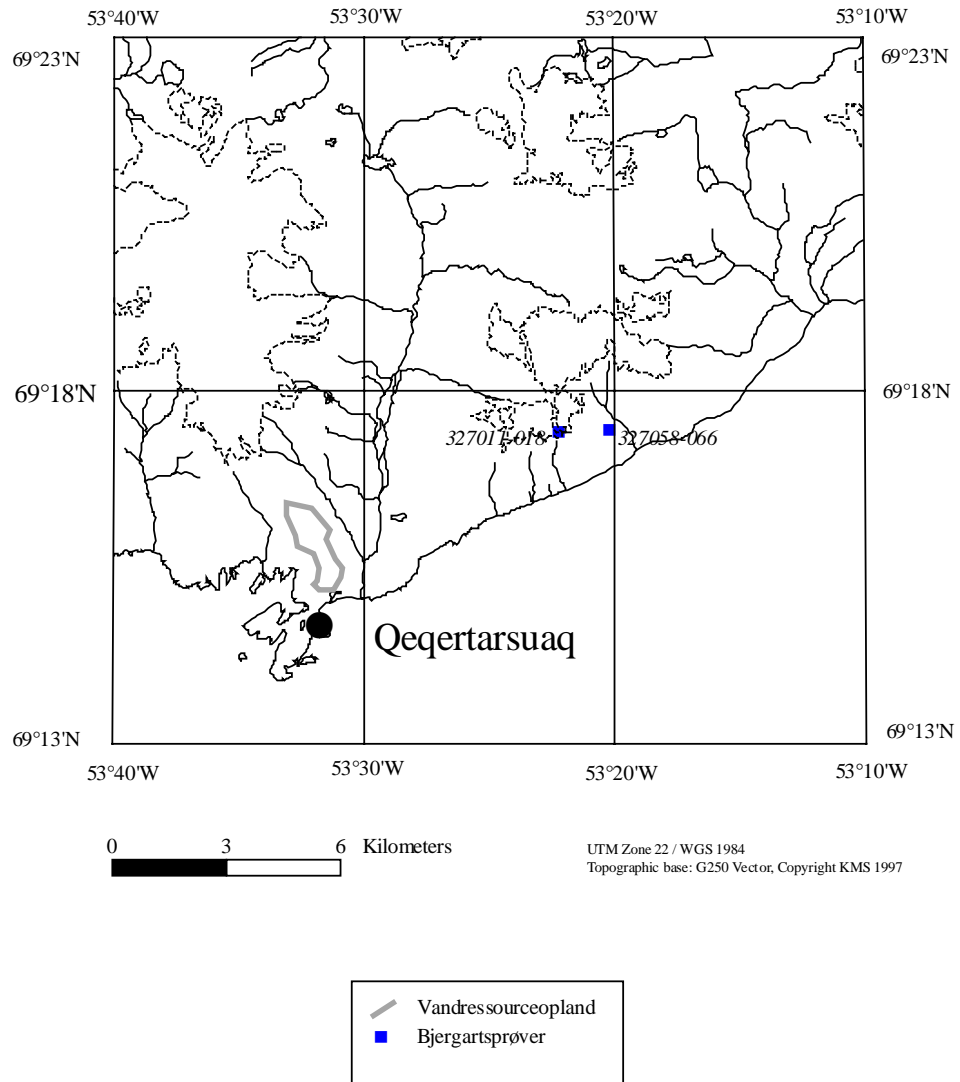 53°40'W 53°30'W 53°20'W 53°10'W
69°23'N 69°23'N
69°18'N 69°18'N
327011-018 327058-066
Qeqertarsuaq
69°13'N 69°13'N
53°40'W 53°30'W 53°20'W 53°10'W
0 3 6 Kilometers
UTM Zone 22 / WGS 1984
Topographic base: G250 Vector, Copyright KMS 1997
Vandressourceopland
Bjergartsprøver